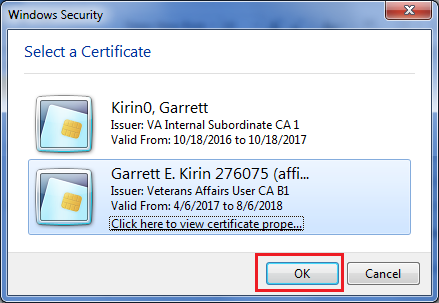 Windows Security
Select a Certificate
Kirin0, Garrett
Issuer: VA Internal Subordinate CA 1
Valid From: 10/18/2016 to 10/18/2017
Garrett E. Kirin 276075 (affi...
Issuer: Veterans Affairs User CA B1
Valid From: 4/6/2017 to 8/6/2018
Click here to view certificate prope...
OK
Cancel